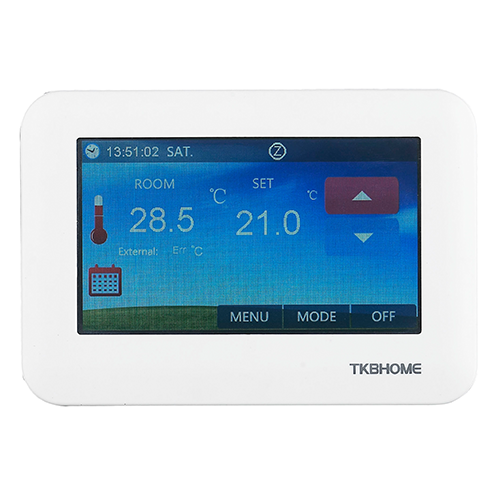 13:51:02 SAT. Z
ROOM °C SET °C
28.5 21.0
External: Err °C
MENU MODE OFF
TKBHOME